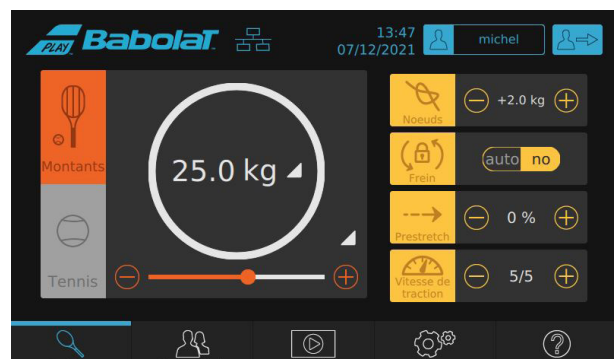 PLAY
BabolaT
13:47
07/12/2021
michel
Montants
25.0 kg
Tennis
Noeuds
+2.0 kg
Frein
auto no
Prestretch
0 %
Vitesse de
traction
5/5